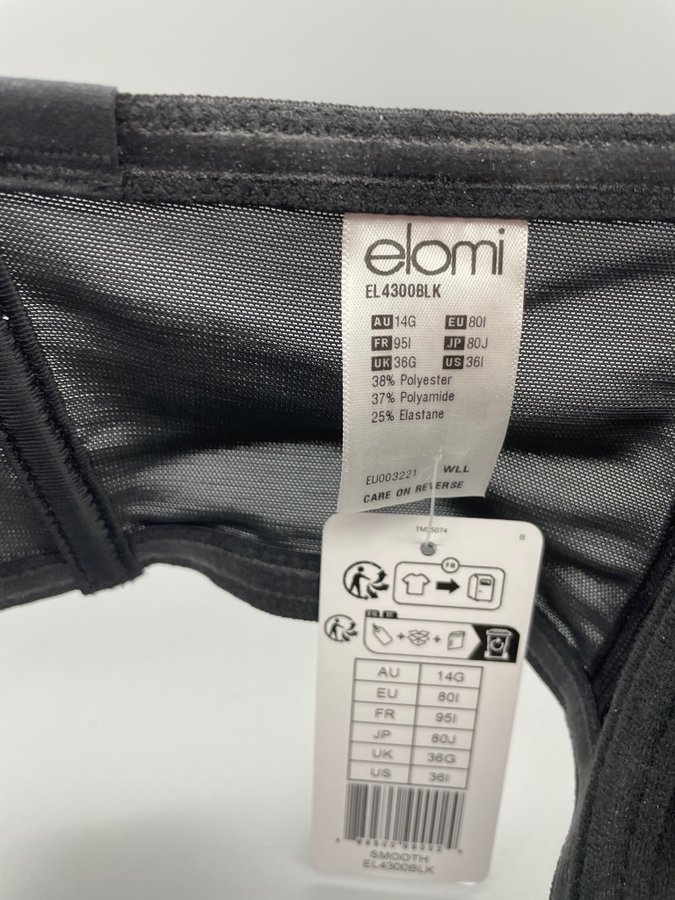 elomi
EL4300BLK
AU 14G EU 80I
FR 95I JP 80J
UK 36G US 36I
38% Polyester
37% Polyamide
25% Elastane
EU003221 WLL
CARE ON REVERSE
B
FR
AU 14G
EU 80I
FR 95I
JP 80J
UK 36G
US 36I
SMOOTH
EL4300BLK